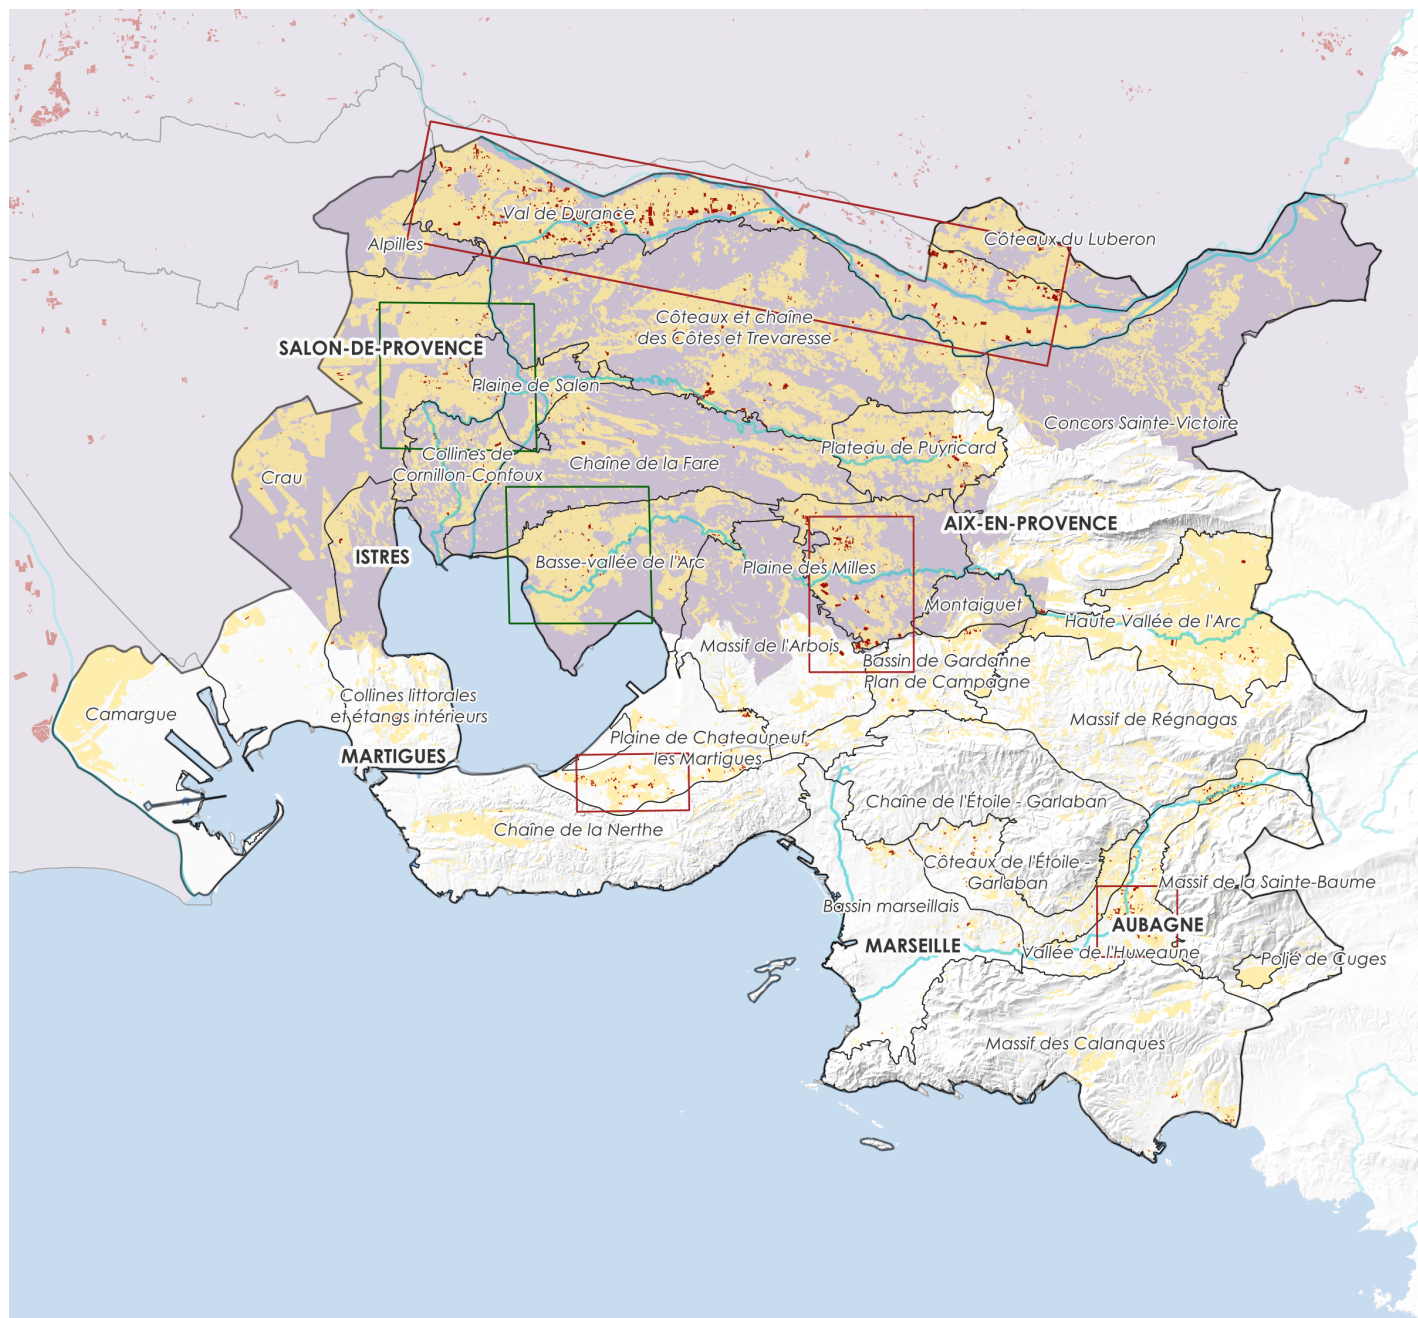 Val de Durance
Côteaux du Luberon
Alpilles
Côteaux et chaîne
des Côtes et Trevaresse
SALON-DE-PROVENCE
Plaine de Salon
Concors Sainte-Victoire
Plateau de Puyricard
Collines de
Cornillon-Confoux
Chaîne de la Fare
Crau
AIX-EN-PROVENCE
ISTRES
Basse-vallée de l'Arc
Plaine des Milles
Montaiguet
Haute Vallée de l'Arc
Massif de l'Arbois
Bassin de Gardanne
Plan de Campagne
Collines littorales
et étangs intérieurs
Camargue
Massif de Régnagas
Plaine de Chateauneuf
les Martigues
MARTIGUES
Chaîne de l'Étoile - Garlaban
Chaîne de la Nerthe
Côteaux de l'Étoile -
Garlaban
Massif de la Sainte-Baume
Bassin marseillais
AUBAGNE
MARSEILLE
Vallée de l'Huveaune
Poljé de Cuges
Massif des Calanques